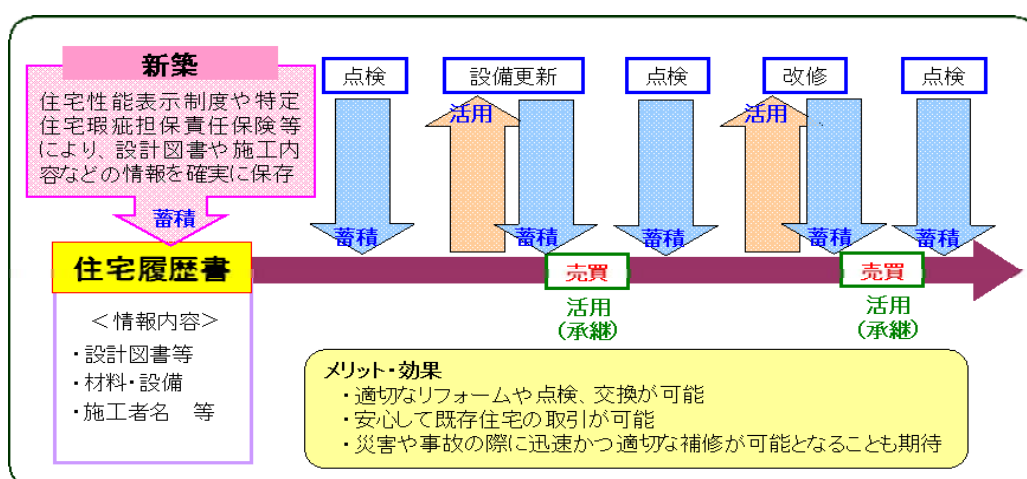 新築
住宅性能表示制度や特定
住宅瑕疵担保責任保険等
により、設計図書や施工内
容などの情報を確実に保存
蓄積
点検
設備更新
点検
改修
点検
活用
活用
蓄積
蓄積
蓄積
蓄積
蓄積
住宅履歴書
売買
売買
活用
(承継)
活用
(承継)
＜情報内容＞
・設計図書等
・材料・設備
・施工者名　等
メリット・効果
・適切なリフォームや点検、交換が可能
・安心して既存住宅の取引が可能
・災害や事故の際に迅速かつ適切な補修が可能となることも期待